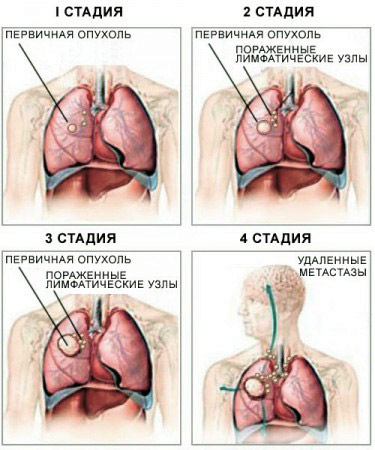 I СТАДИЯ
ПЕРВИЧНАЯ ОПУХОЛЬ
2 СТАДИЯ
ПЕРВИЧНАЯ ОПУХОЛЬ
ПОРАЖЕННЫЕ
ЛИМФАТИЧЕСКИЕ УЗЛЫ
3 СТАДИЯ
ПЕРВИЧНАЯ ОПУХОЛЬ
ПОРАЖЕННЫЕ
ЛИМФАТИЧЕСКИЕ УЗЛЫ
4 СТАДИЯ
УДАЛЕННЫЕ
МЕТАСТАЗЫ